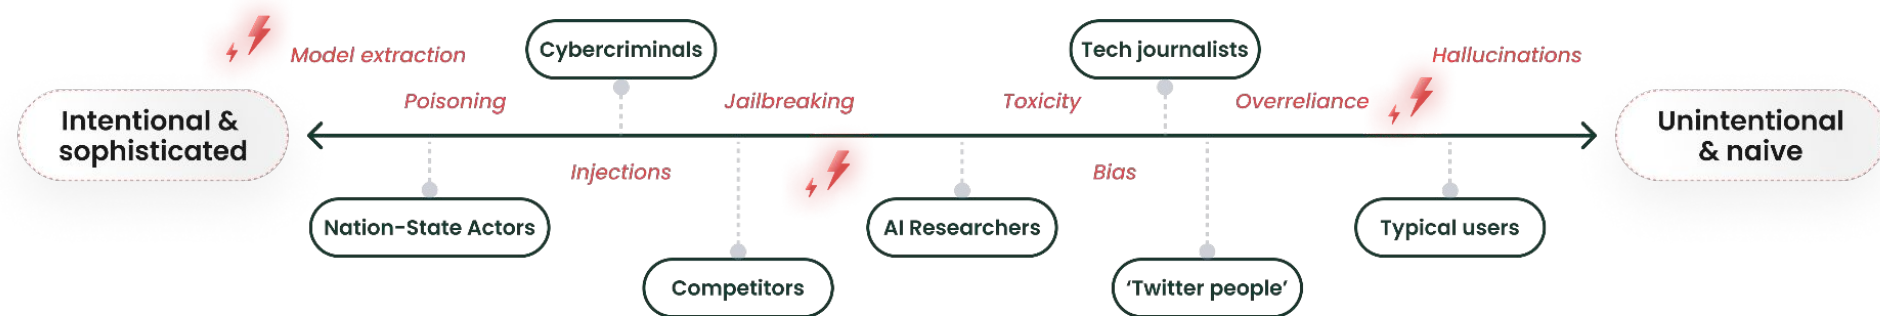 Model extraction
Cybercriminals
Tech journalists
Hallucinations
Poisoning
Jailbreaking
Toxicity
Overreliance
Intentional &
sophisticated
Unintentional
& naive
Injections
Bias
Nation-State Actors
AI Researchers
Typical users
Competitors
‘Twitter people’